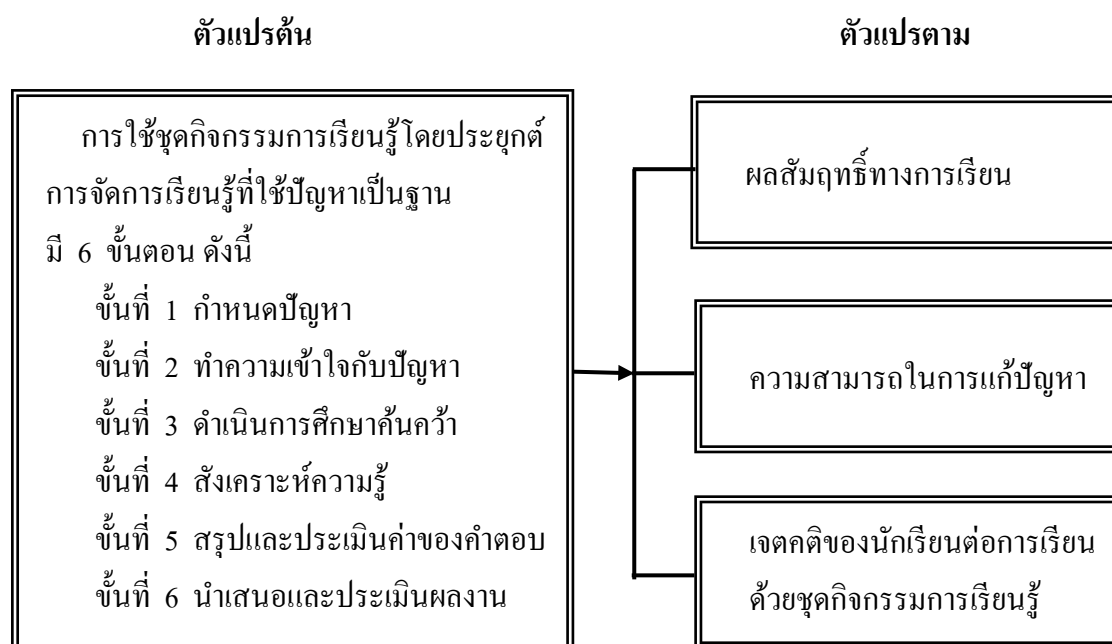 ตัวแปรต้น
ตัวแปรตาม
การใช้ชุดกิจกรรมการเรียนรู้โดยประยุกต์
การจัดการเรียนรู้ที่ใช้ปัญหาเป็นฐาน
มี 6 ขั้นตอน ดังนี้
ขั้นที่ 1 กำหนดปัญหา
ขั้นที่ 2 ทำความเข้าใจกับปัญหา
ขั้นที่ 3 ดำเนินการศึกษาค้นคว้า
ขั้นที่ 4 สังเคราะห์ความรู้
ขั้นที่ 5 สรุปและประเมินค่าของคำตอบ
ขั้นที่ 6 นำเสนอและประเมินผลงาน
ผลสัมฤทธิ์ทางการเรียน
ความสามารถในการแก้ปัญหา
เจตคติของนักเรียนต่อการเรียน
ด้วยชุดกิจกรรมการเรียนรู้